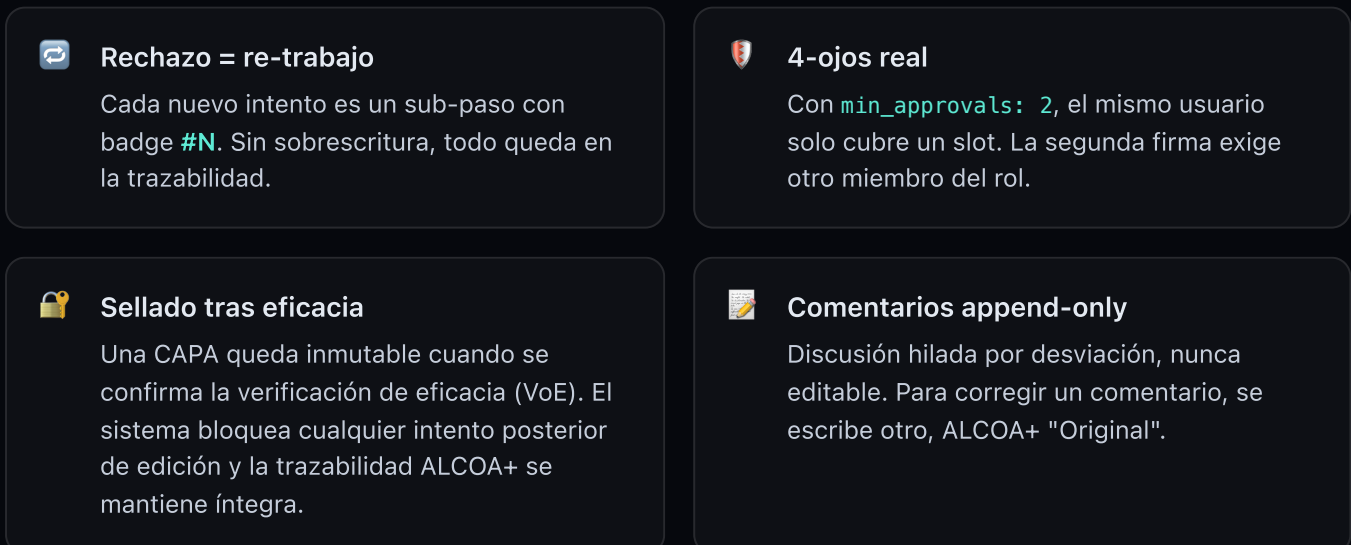 Rechazo = re-trabajo
Cada nuevo intento es un sub-paso con
badge #N. Sin sobrescritura, todo queda en
la trazabilidad.
4-ojos real
Con min_approvals: 2, el mismo usuario
solo cubre un slot. La segunda firma exige
otro miembro del rol.
Sellado tras eficacia
Una CAPA queda inmutable cuando se
confirma la verificación de eficacia (VoE). El
sistema bloquea cualquier intento posterior
de edición y la trazabilidad ALCOA+ se
mantiene íntegra.
Comentarios append-only
Discusión hilada por desviación, nunca
editable. Para corregir un comentario, se
escribe otro, ALCOA+ "Original".